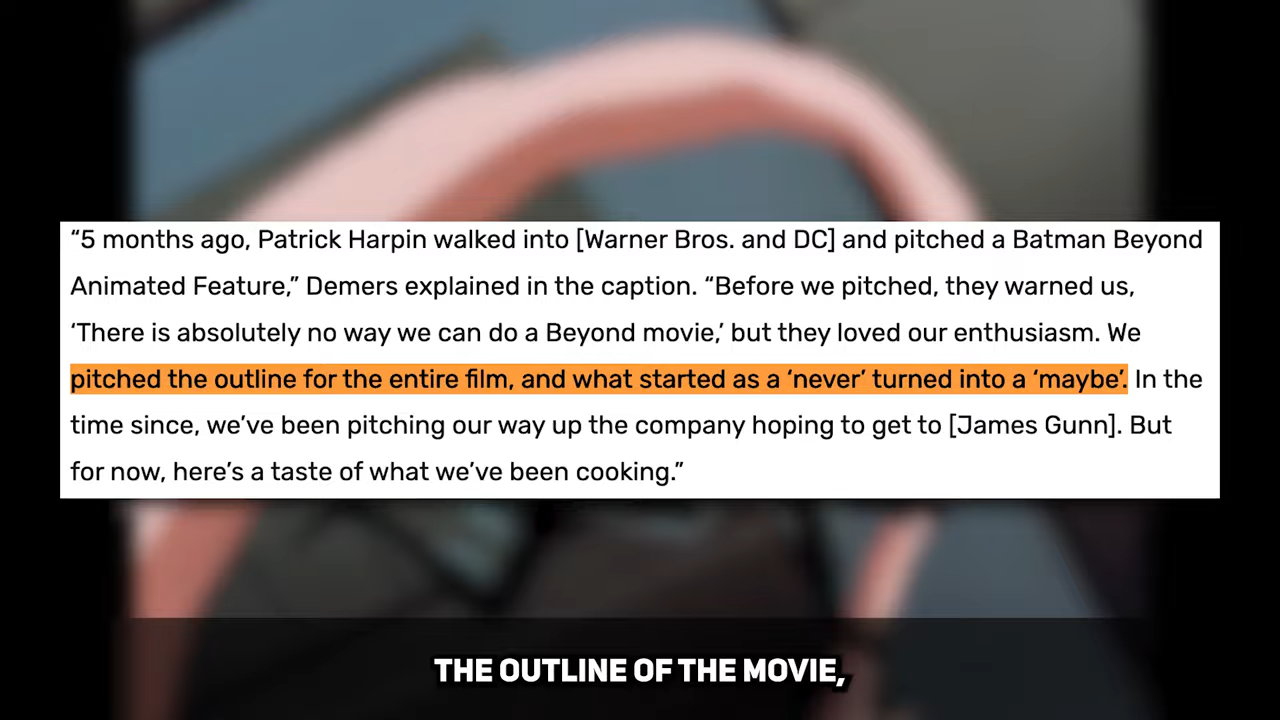 “5 months ago, Patrick Harpin walked into [Warner Bros. and DC] and pitched a Batman Beyond
Animated Feature,” Demers explained in the caption. “Before we pitched, they warned us,
‘There is absolutely no way we can do a Beyond movie,’ but they loved our enthusiasm. We
pitched the outline for the entire film, and what started as a ‘never’ turned into a ‘maybe’. In the
time since, we’ve been pitching our way up the company hoping to get to [James Gunn]. But
for now, here’s a taste of what we’ve been cooking.”
THE OUTLINE OF THE MOVIE,